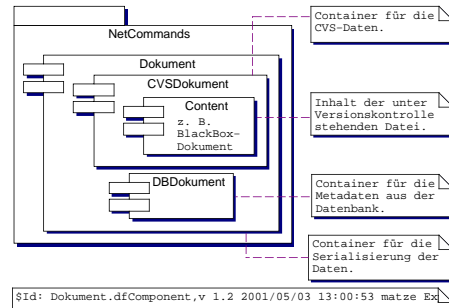 NetCommands
Dokument
CVSDokument
Content
z. B.
BlackBox-
Dokument
DBDokument
Container für die
CVS-Daten.
Inhalt der unter
Versionskontrolle
stehenden Datei.
Container für die
Metadaten aus der
Datenbank.
Container für die
Serialisierung der
Daten.
$Id: Dokument.dfComponent,v 1.2 2001/05/03 13:00:53 matze Ex